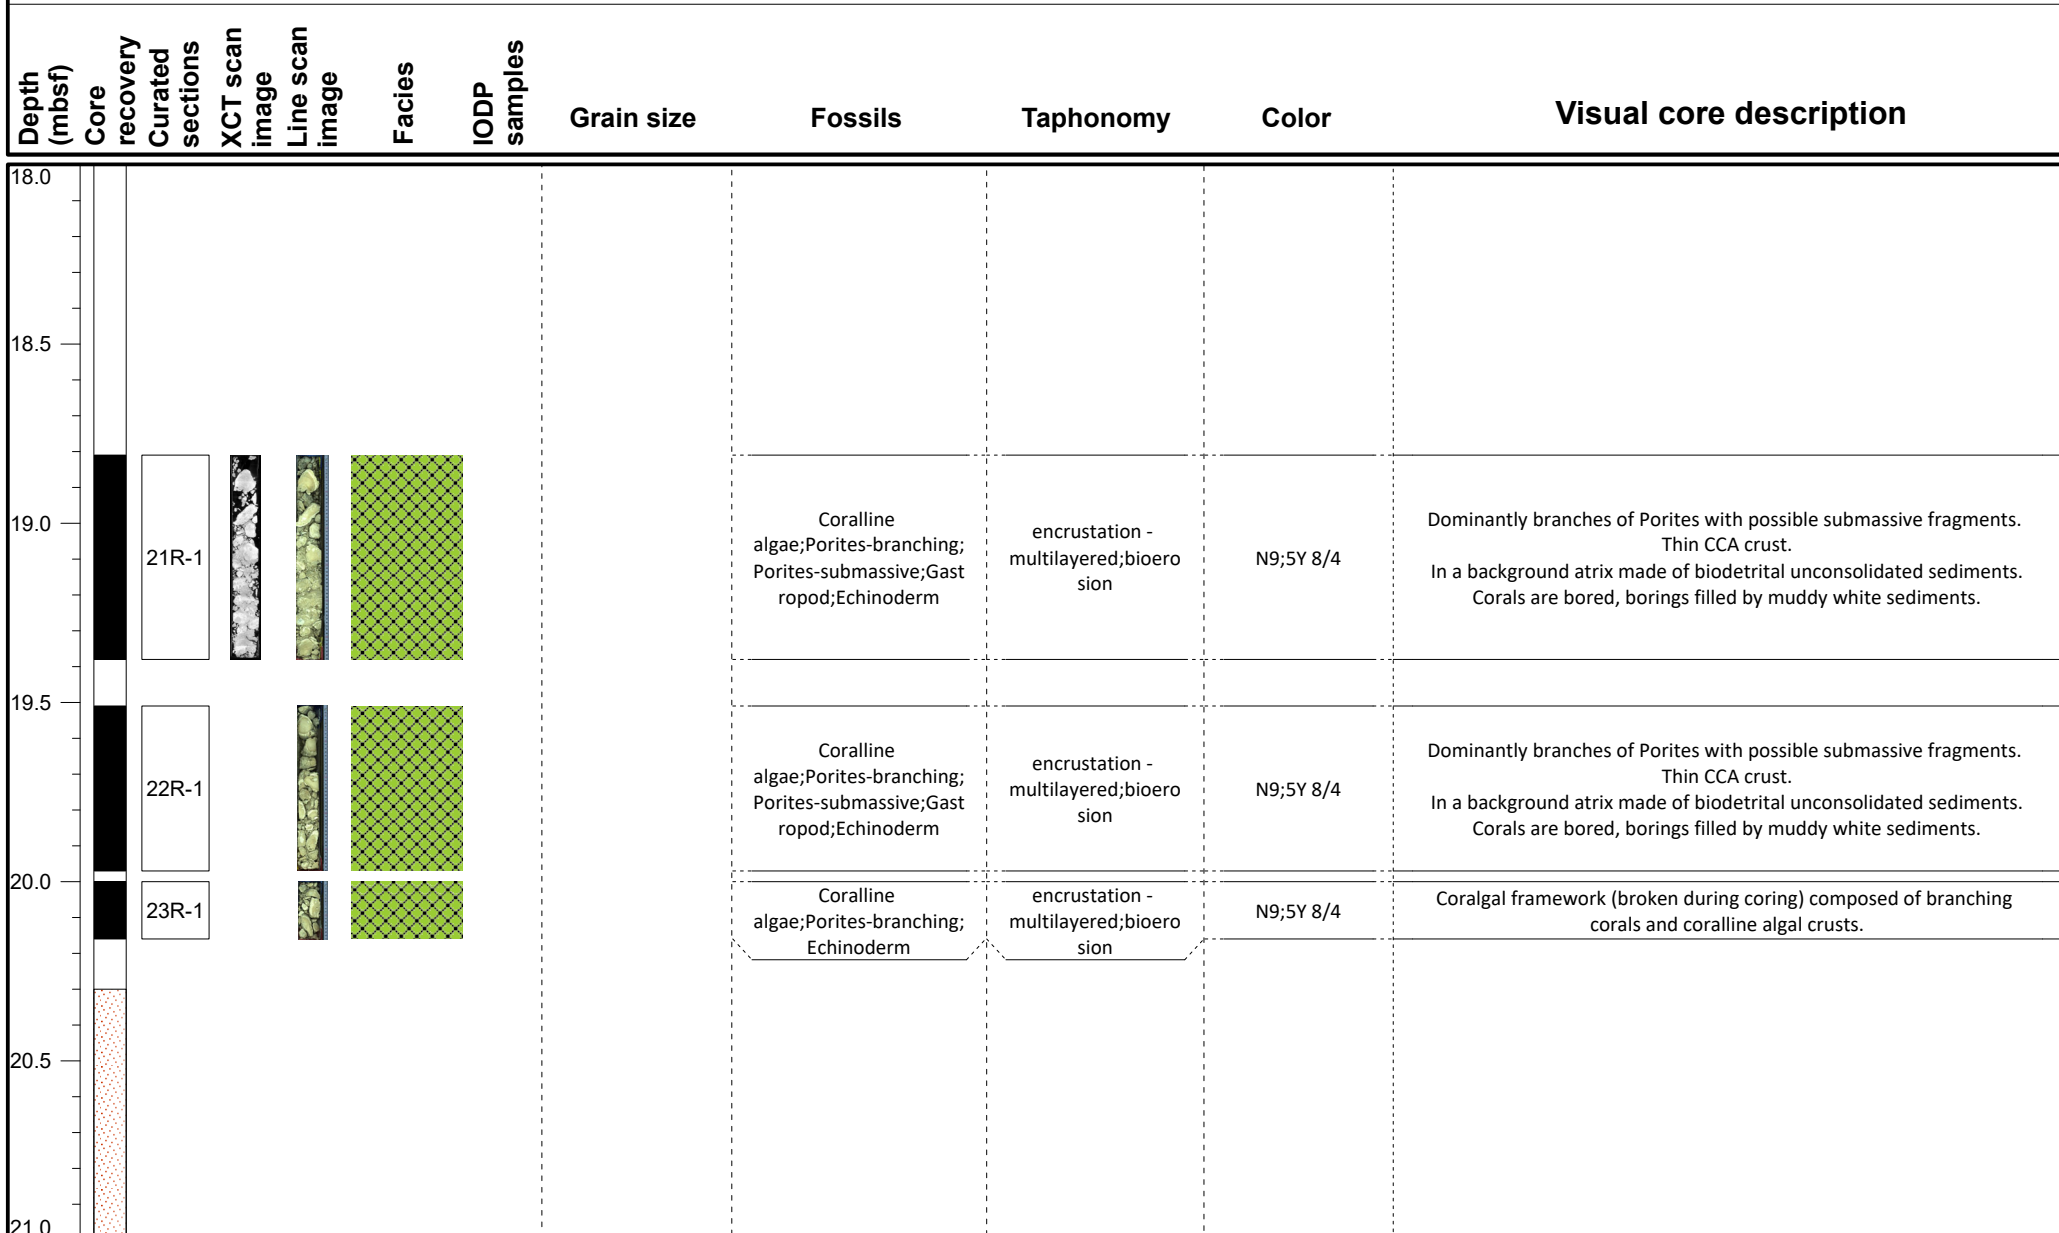 Depth
(mbsf)
Core
recovery
Curated
sections
XCT scan
image
Line scan
image
Facies
IODP
samples
Grain size
Fossils
Taphonomy
Color
Visual core description
18.0
18.5
19.0
21R-1
Coralline
algae;Porites-branching;
Porites-submassive;Gast
ropod;Echinoderm
encrustation -
multilayered;bioero
sion
N9;5Y 8/4
Dominantly branches of Porites with possible submassive fragments.
Thin CCA crust.
In a background atrix made of biodetrital unconsolidated sediments.
Corals are bored, borings filled by muddy white sediments.
19.5
22R-1
Coralline
algae;Porites-branching;
Porites-submassive;Gast
ropod;Echinoderm
encrustation -
multilayered;bioero
sion
N9;5Y 8/4
Dominantly branches of Porites with possible submassive fragments.
Thin CCA crust.
In a background atrix made of biodetrital unconsolidated sediments.
Corals are bored, borings filled by muddy white sediments.
20.0
23R-1
Coralline
algae;Porites-branching;
Echinoderm
encrustation -
multilayered;bioero
sion
N9;5Y 8/4
Coralgal framework (broken during coring) composed of branching
corals and coralline algal crusts.
20.5
21.0